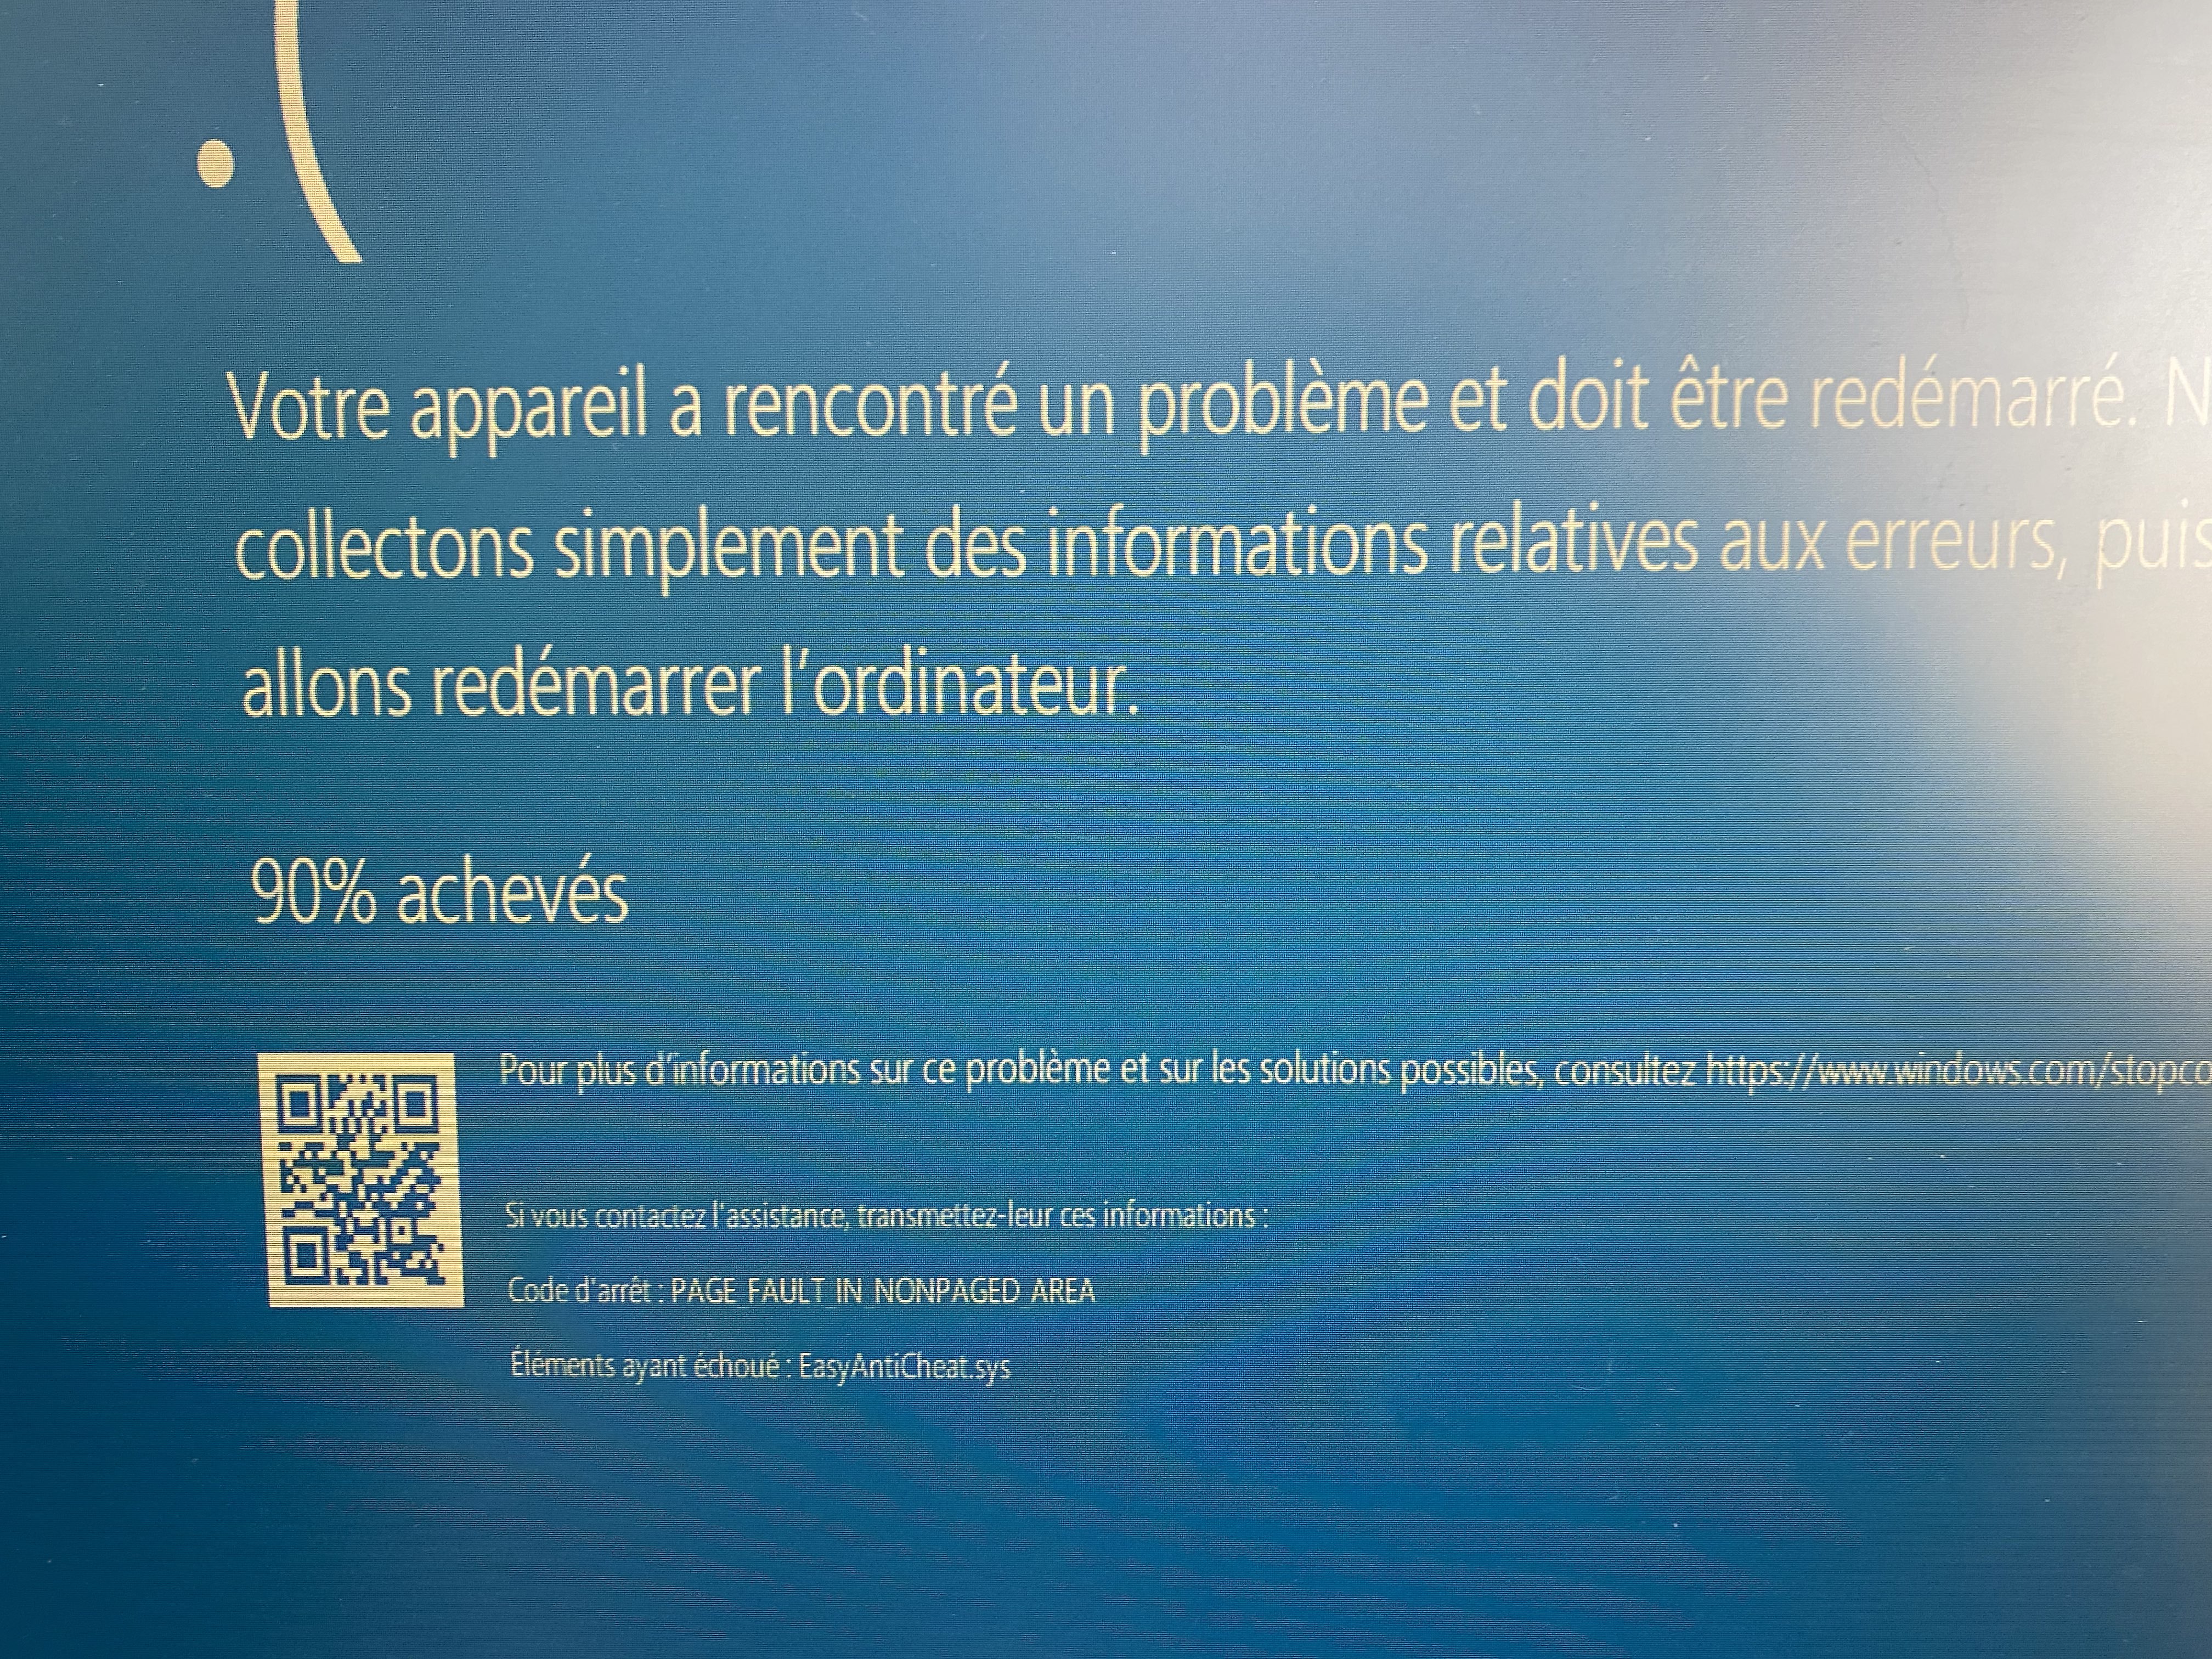 :(
Votre appareil a rencontré un problème et doit être redémarré. N
collectons simplement des informations relatives aux erreurs, puis
allons redémarrer l'ordinateur.
90% achevés
Pour plus d'informations sur ce problème et sur les solutions possibles, consultez https://www.windows.com/stopco
Si vous contactez l'assistance, transmettez-leur ces informations :
Code d'arrêt : PAGE_FAULT_IN_NONPAGED_AREA
Éléments ayant échoué : EasyAntiCheat.sys